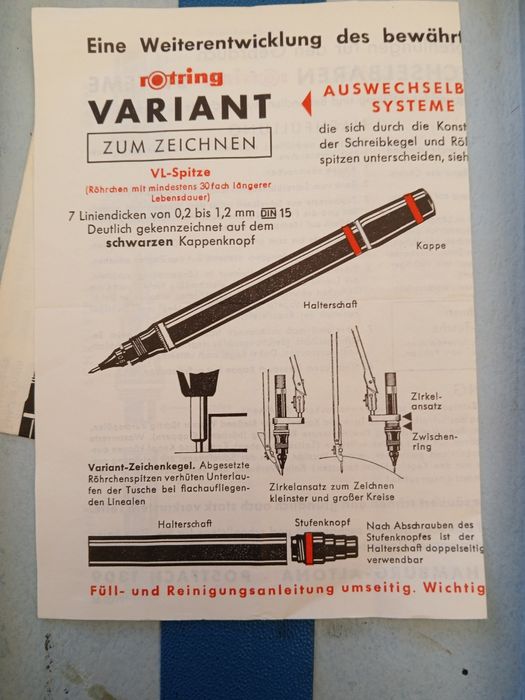 Eine Weiterentwicklung des bewähr
rotring
VARIANT
ZUM ZEICHNEN
VL-Spitze
(Röhrchen mit mindestens 30fach längerer
Lebensdauer)
7 Liniendicken von 0,2 bis 1,2 mm DIN 15
Deutlich gekennzeichnet auf dem
schwarzen Kappenknopf
AUSWECHSELB
SYSTEME
die sich durch die Konst
der Schreibkegel und Rö
spitzen unterscheiden, sieh
Kappe
Halterschaft
Zirkel-
ansatz
Zwischen-
ring
Variant-Zeichenkegel. Abgesetzte
Röhrchenspitzen verhüten Unterlau-
fen der Tusche bei flachaufliegen-
den Linealen
Zirkelansatz zum Zeichnen
kleinster und großer Kreise
Halterschaft
Stufenknopf
Nach Abschrauben des
Stufenknopfes ist der
Halterschaft doppelseitig
verwendbar
Füll- und Reinigungsanleitung umseitig. Wichtig